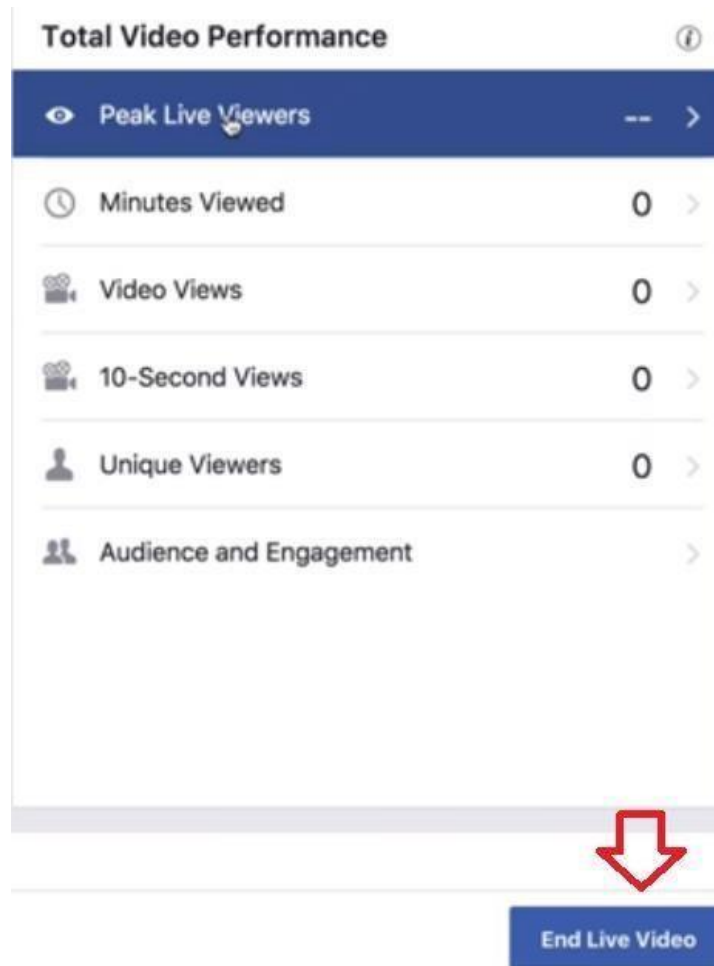 Total Video Performance
Peak Live Viewers --
Minutes Viewed 0
Video Views 0
10-Second Views 0
Unique Viewers 0
Audience and Engagement
End Live Video